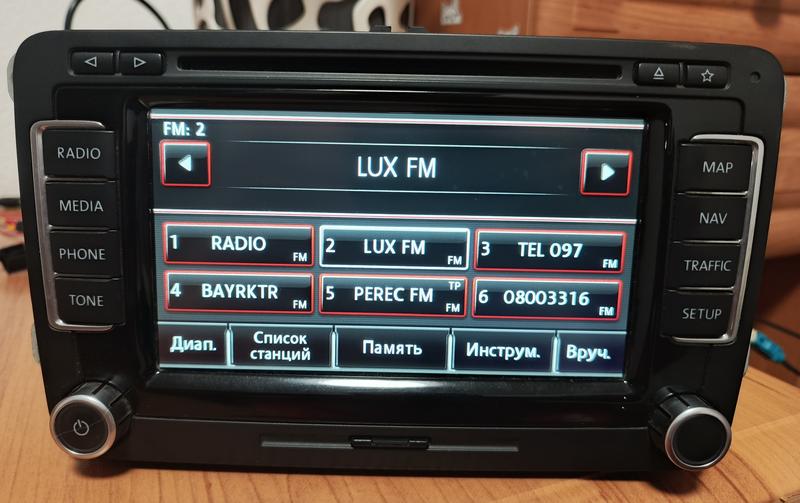 FM: 2
LUX FM
1 RADIO FM
2 LUX FM FM
3 TEL 097 FM
4 BAYRKTR FM
5 PEREC FM TP FM
6 08003316 FM
Диап.
Список
станций
Память
Инструм.
Вруч.
RADIO
MEDIA
PHONE
TONE
MAP
NAV
TRAFFIC
SETUP